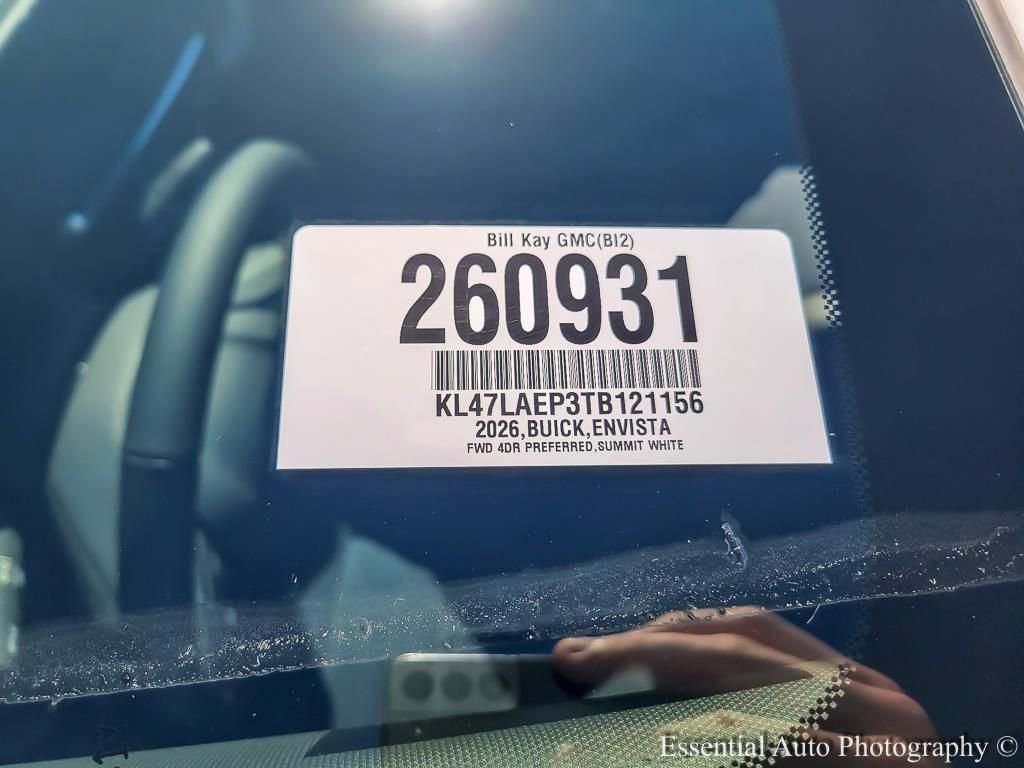 Bill Kay GMC(BI2)
260931
KL47LAEP3TB121156
2026,BUICK,ENVISTA
FWD 4DR PREFERRED,SUMMIT WHITE
Essential Auto Photography ©